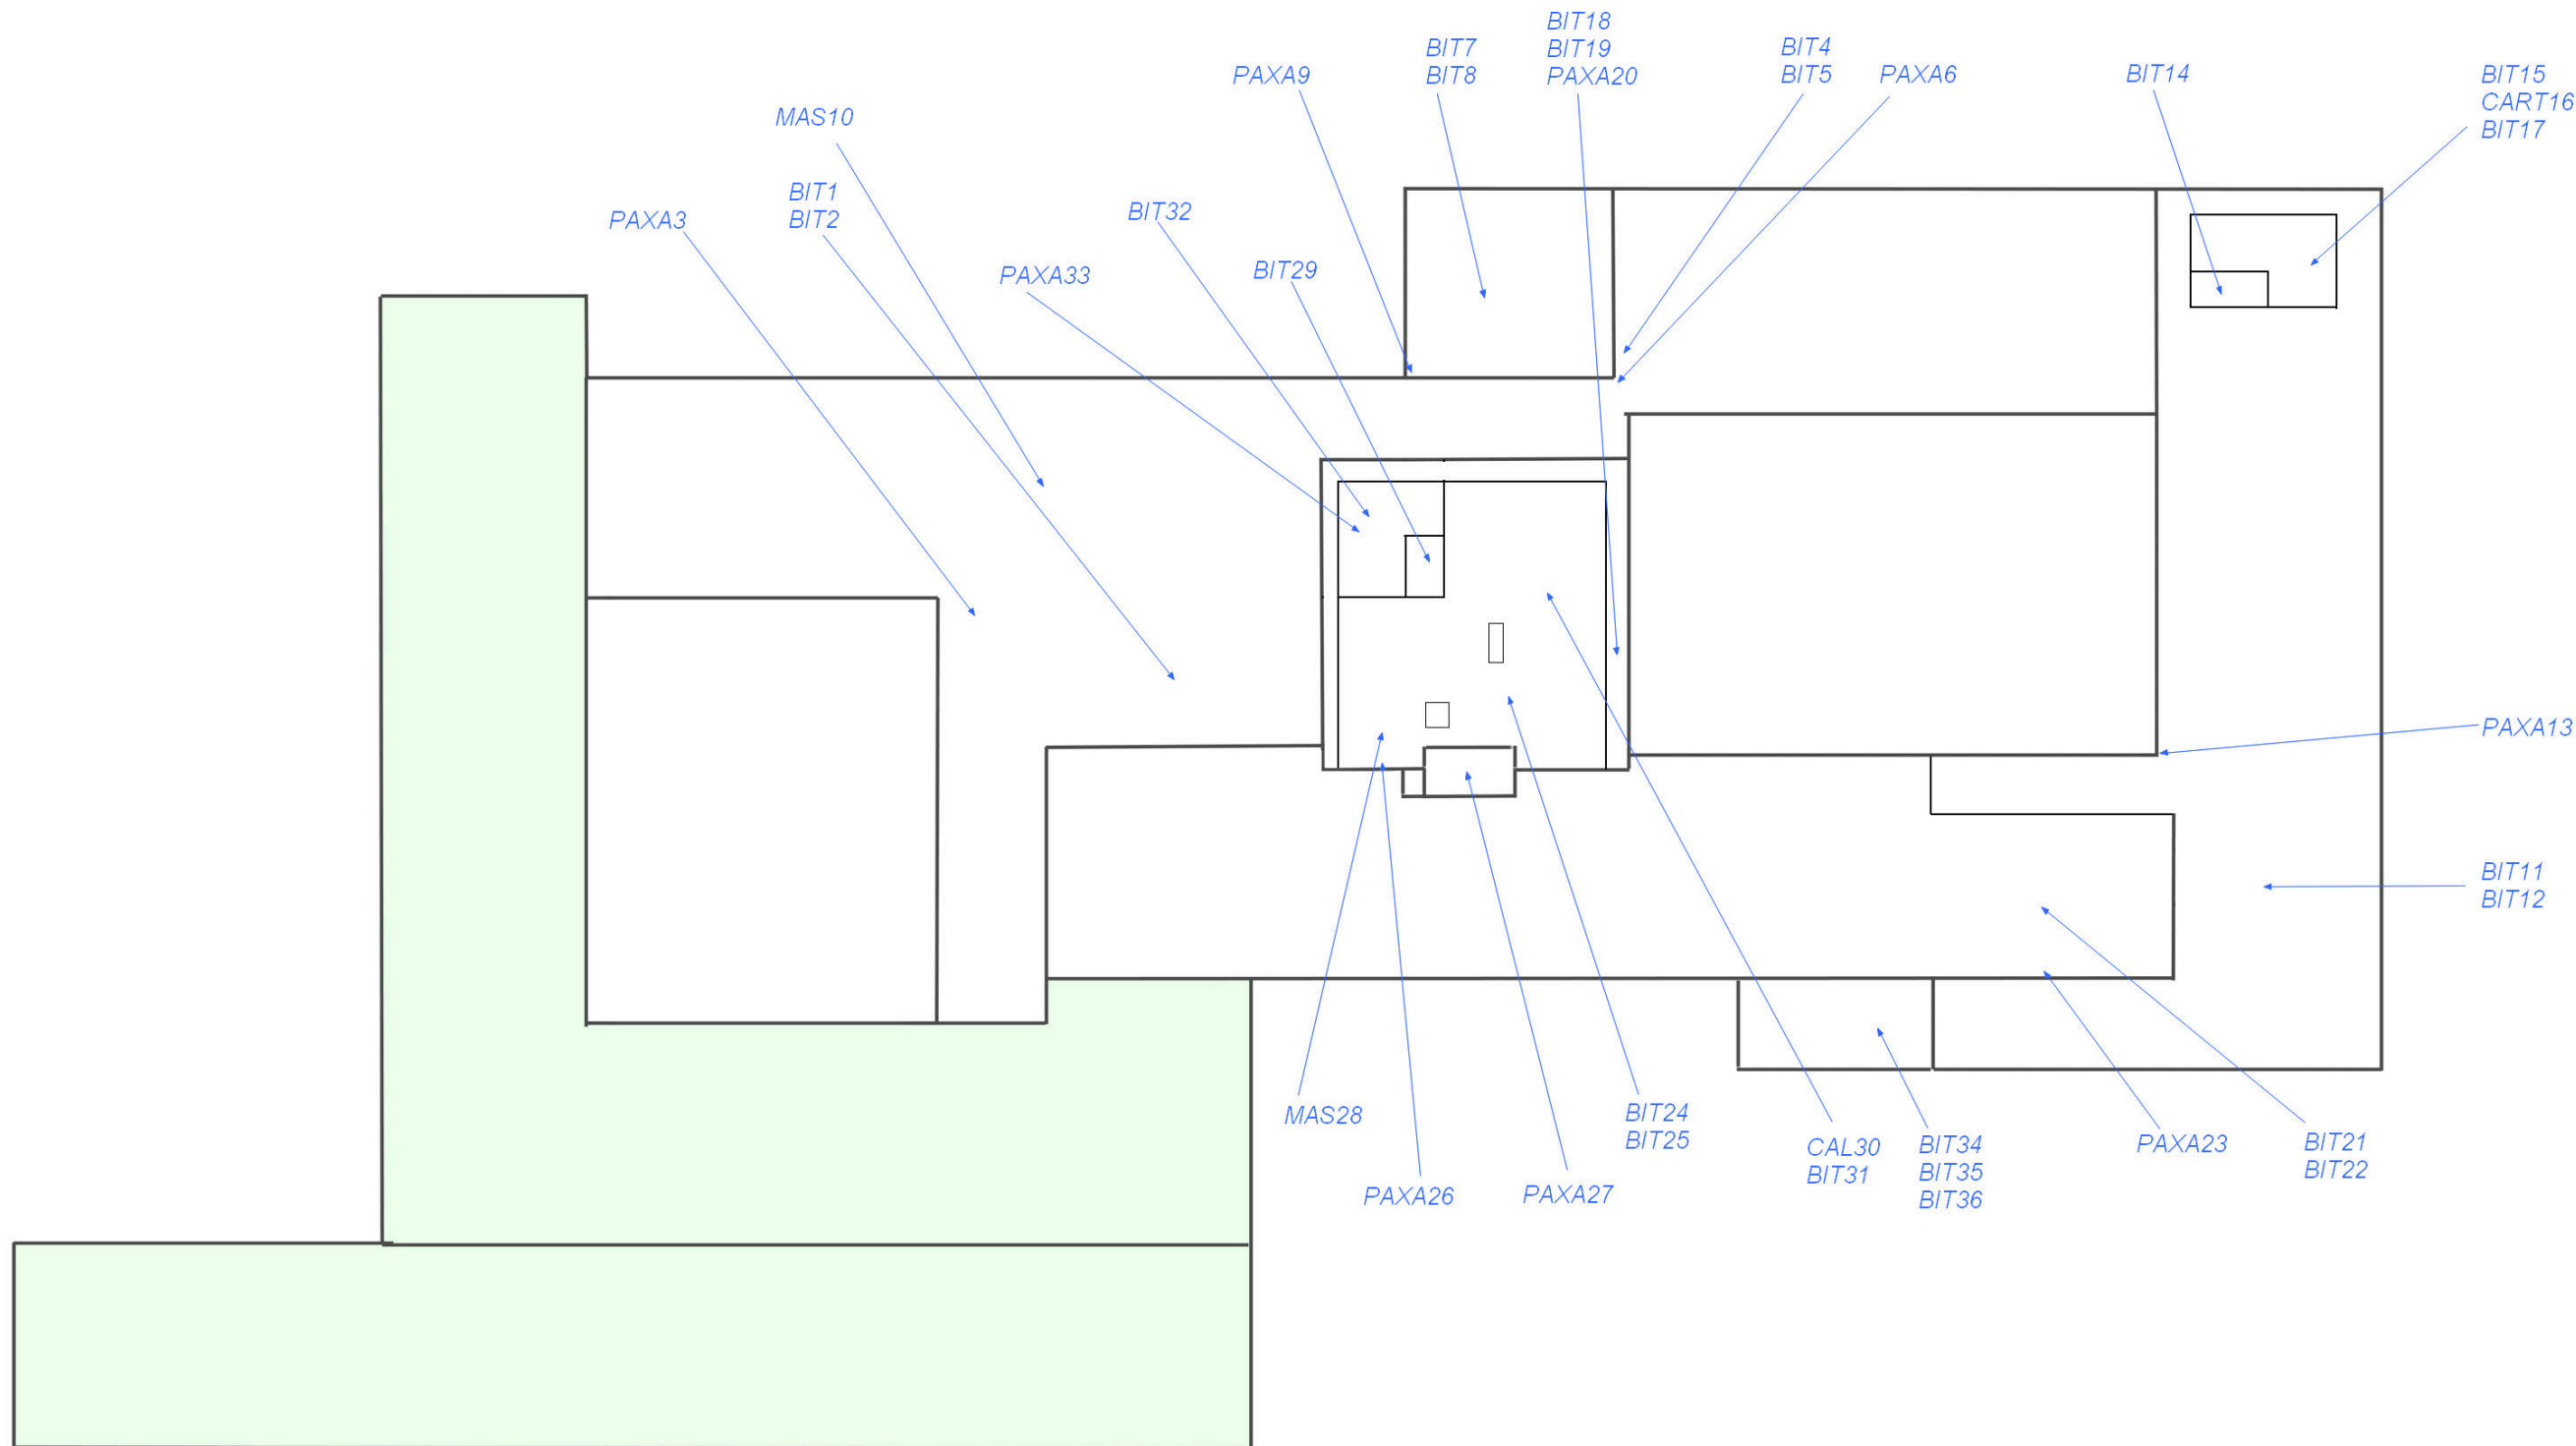 BIT18
BIT19
PAXA20
BIT7
BIT8
BIT4
BIT5
PAXA9
PAXA6
BIT14
BIT15
CART16
BIT17
MAS10
BIT1
BIT2
PAXA3
BIT32
PAXA33
BIT29
PAXA13
BIT11
BIT12
MAS28
BIT24
BIT25
CAL30
BIT31
BIT34
BIT35
BIT36
PAXA23
BIT21
BIT22
PAXA26
PAXA27